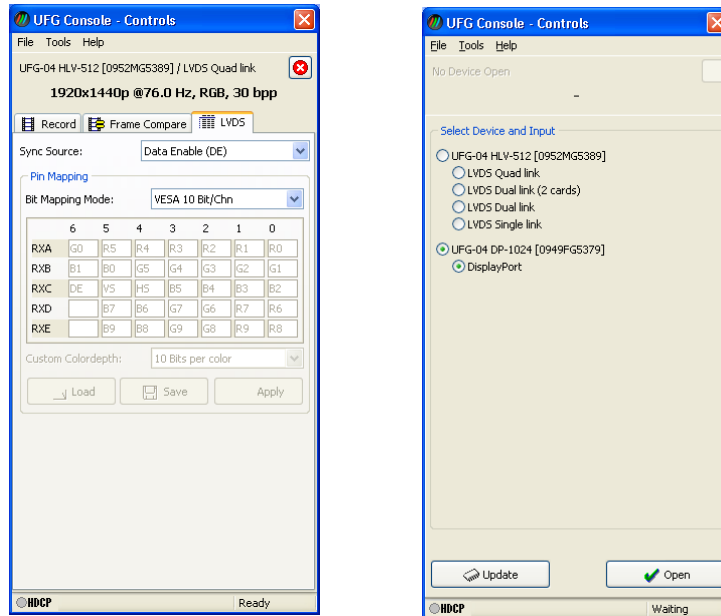 UFG Console - Controls
File Tools Help
UFG-04 HLV-512 [0952MG5389] / LVDS Quad link
1920x1440p @76.0 Hz, RGB, 30 bpp
Record Frame Compare LVDS
Sync Source: Data Enable (DE)
Pin Mapping
Bit Mapping Mode: VESA 10 Bit/Chn
6 5 4 3 2 1 0
RXA G0 R5 R4 R3 R2 R1 R0
RXB B1 B0 G5 G4 G3 G2 G1
RXC DE VS HS B5 B4 B3 B2
RXD B7 B6 G7 G6 R7 R6
RXE B9 B8 G9 G8 R9 R8
Custom Colordepth: 10 Bits per color
Load Save Apply
HDCP Ready
UFG Console - Controls
File Tools Help
No Device Open
-
Select Device and Input
UFG-04 HLV-512 [0952MG5389]
LVDS Quad link
LVDS Dual link (2 cards)
LVDS Dual link
LVDS Single link
UFG-04 DP-1024 [0949FG5379]
DisplayPort
Update Open
HDCP Waiting